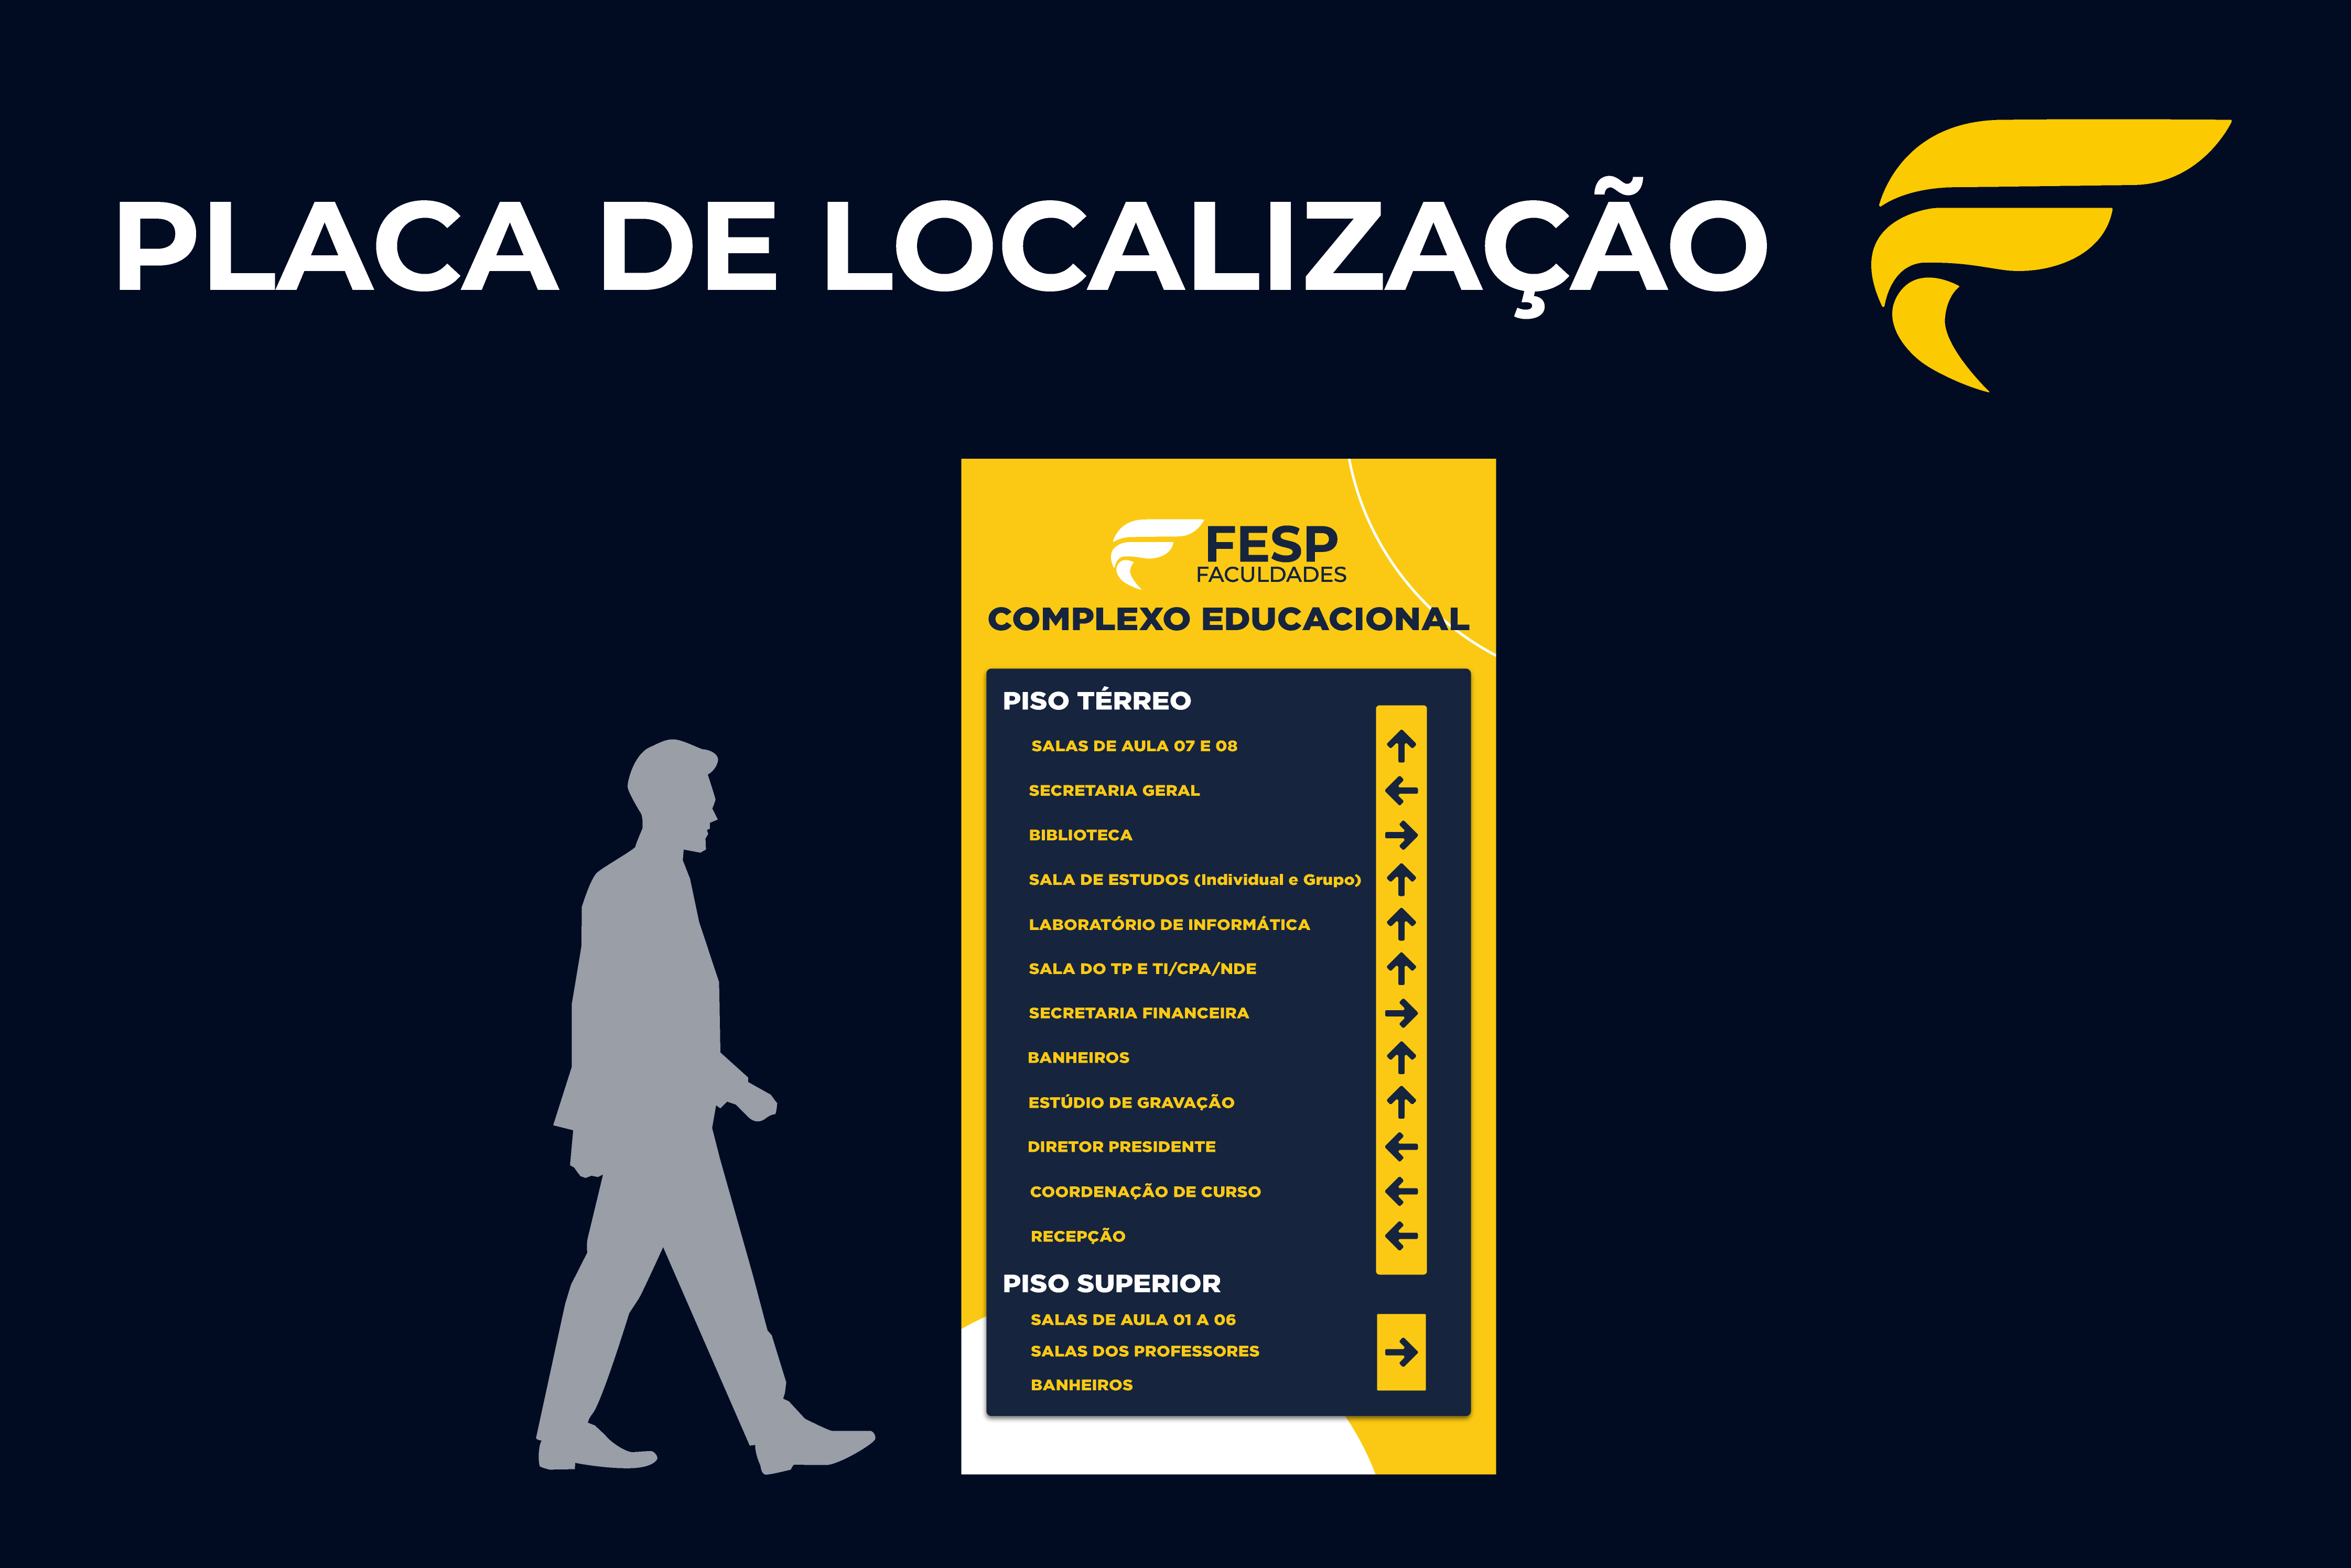 PLACA DE LOCALIZAÇÃO
FESP
FACULDADES
COMPLEXO EDUCACIONAL
PISO TÉRREO
SALAS DE AULA 07 E 08
SECRETARIA GERAL
BIBLIOTECA
SALA DE ESTUDOS (Individual e Grupo)
LABORATÓRIO DE INFORMÁTICA
SALA DO TP E TI/CPA/NDE
SECRETARIA FINANCEIRA
BANHEIROS
ESTÚDIO DE GRAVAÇÃO
DIRETOR PRESIDENTE
COORDENAÇÃO DE CURSO
RECEPÇÃO
PISO SUPERIOR
SALAS DE AULA 01 A 06
SALAS DOS PROFESSORES
BANHEIROS